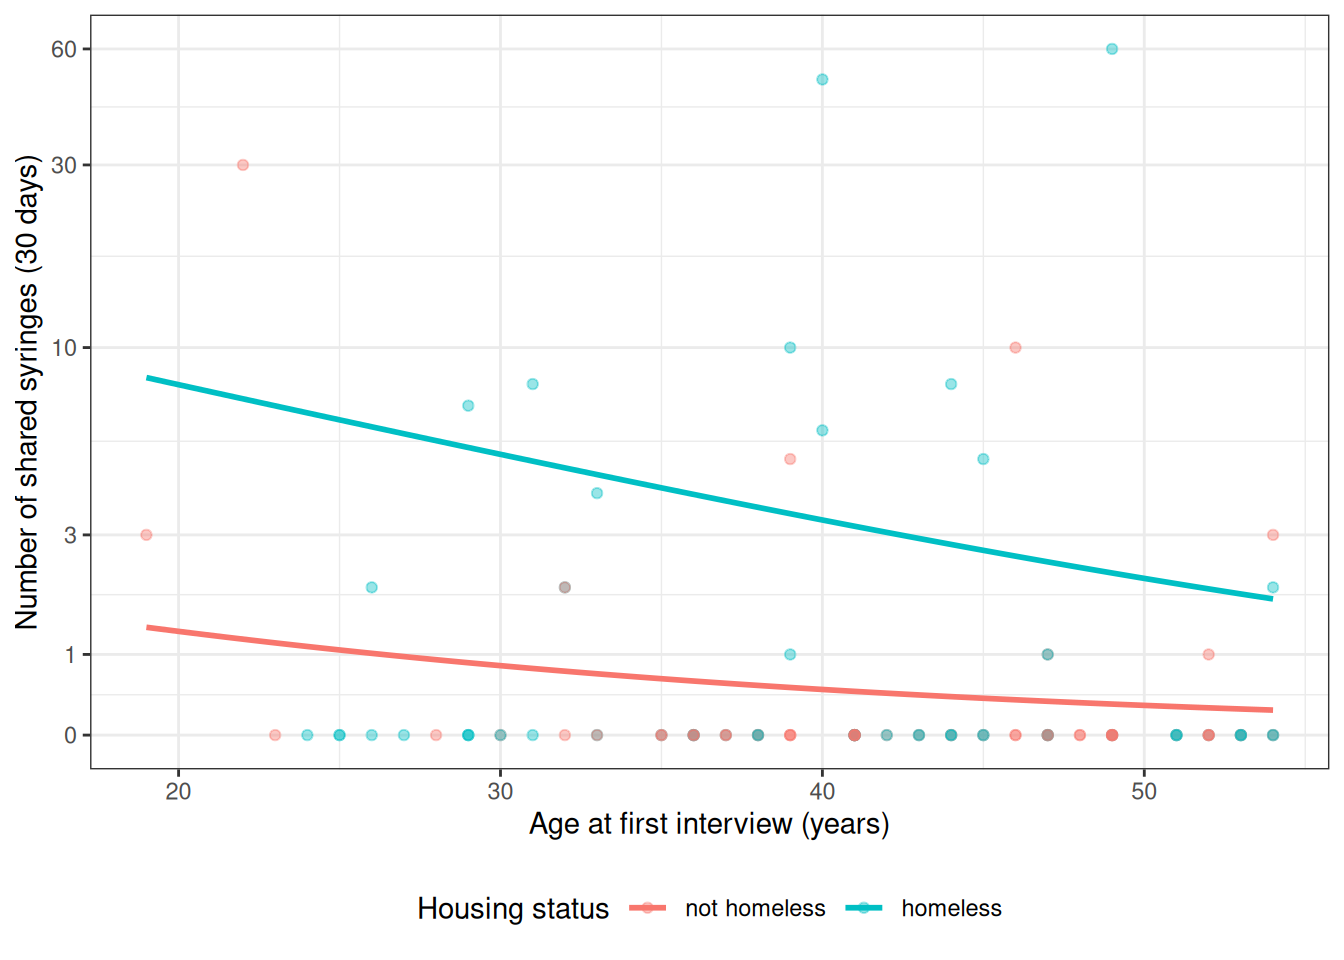 Number of shared syringes (30 days)
60
30
10
3
1
0
20 30 40 50
Age at first interview (years)
Housing status not homeless homeless